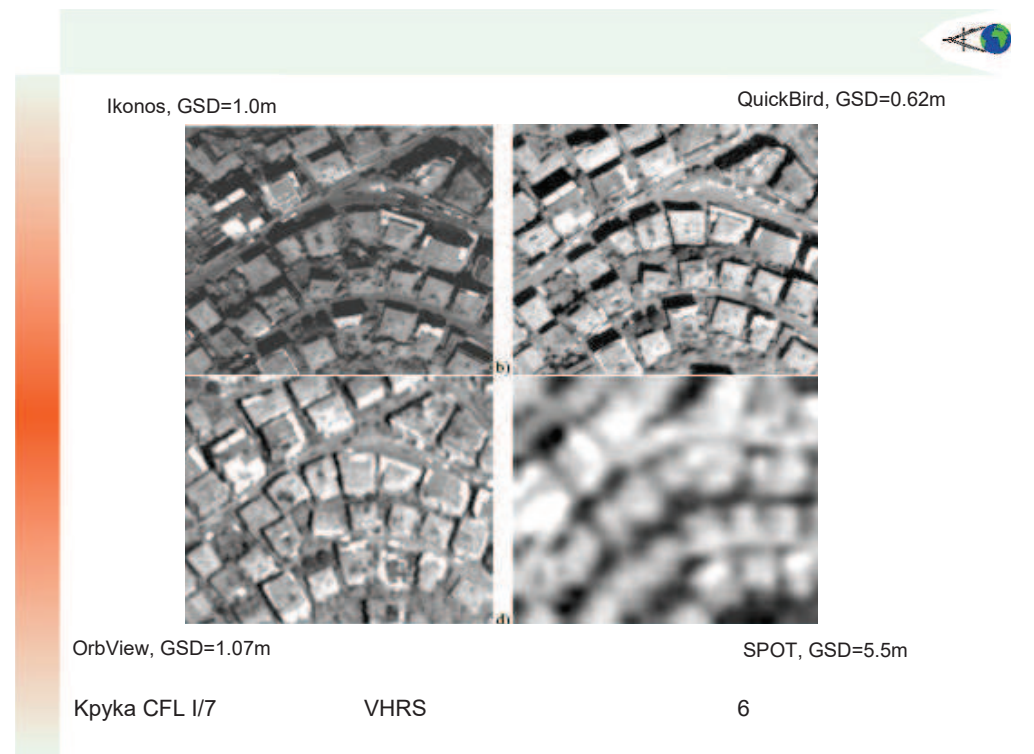 Ikonos, GSD=1.0m
QuickBird, GSD=0.62m
b)
d)
OrbView, GSD=1.07m
SPOT, GSD=5.5m
Kpyka CFL I/7
VHRS
6